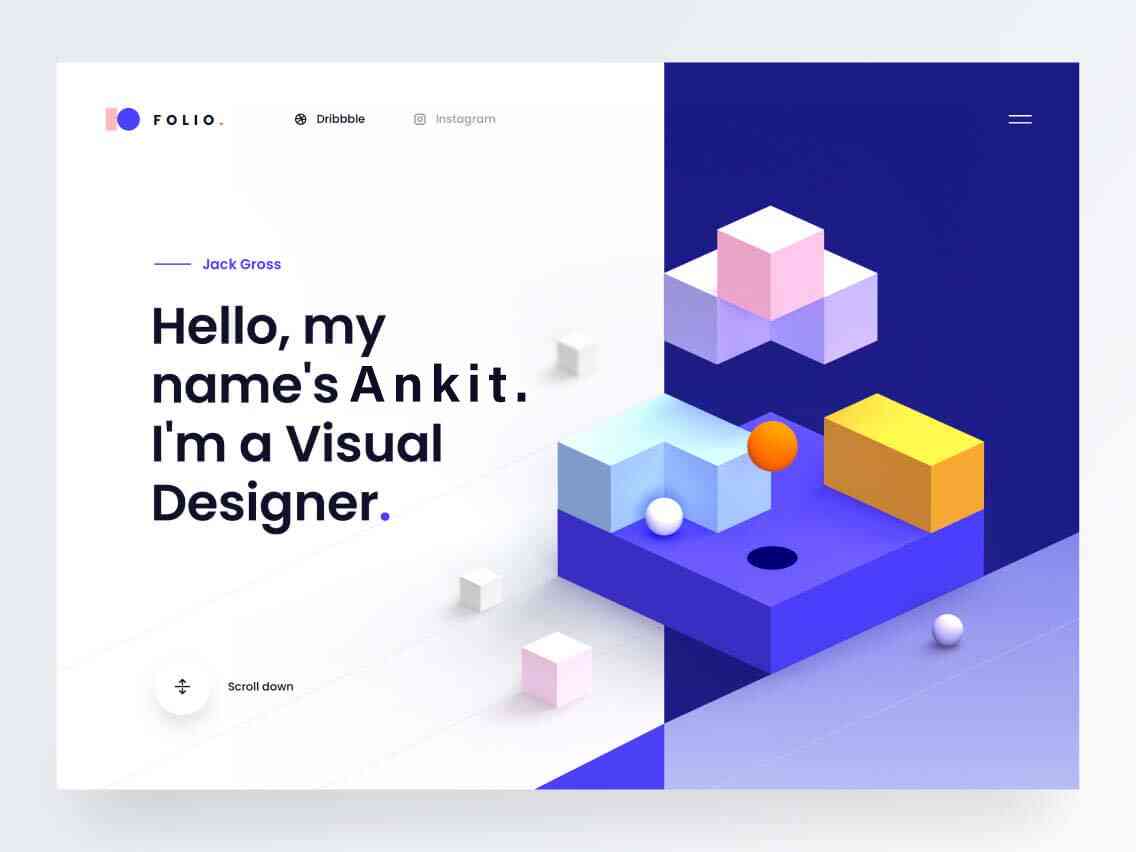 FOLIO.
Dribbble
Instagram
Jack Gross
Hello, my
name's Ankit.
I'm a Visual
Designer.
Scroll down